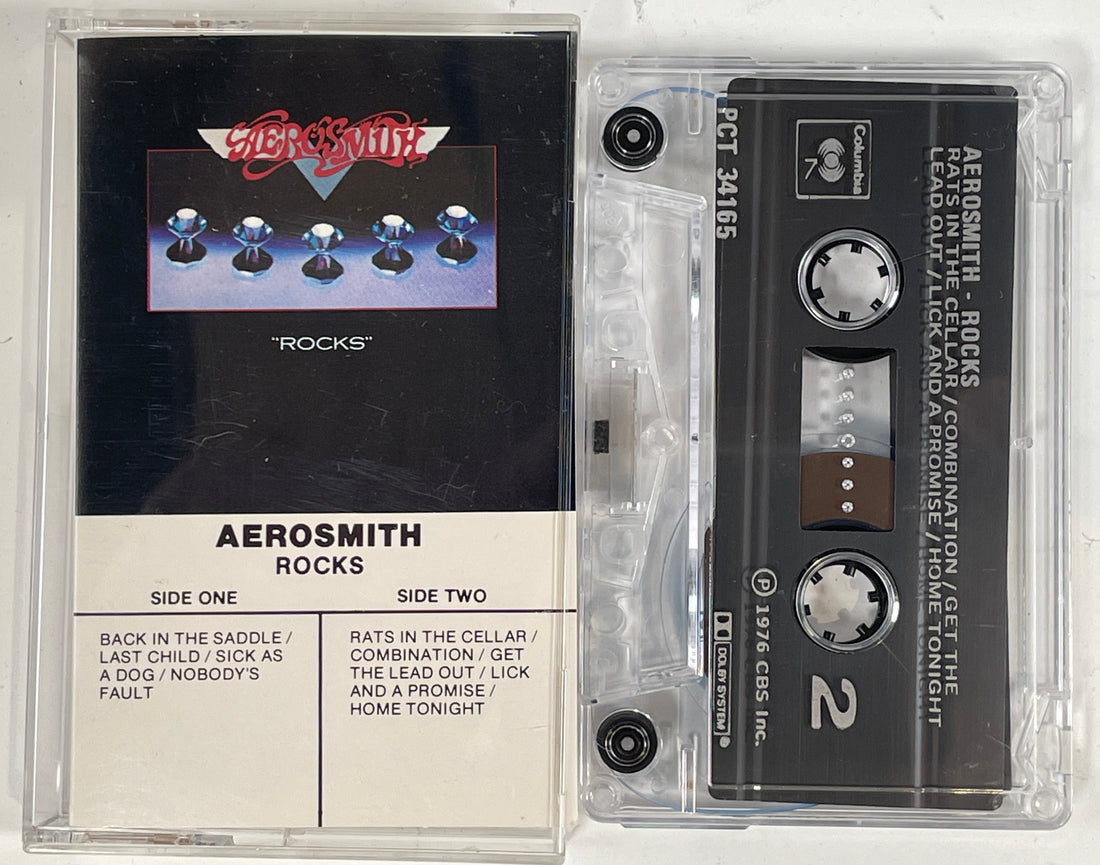 AEROSMITH
"ROCKS"
AEROSMITH
ROCKS
SIDE ONE
BACK IN THE SADDLE /
LAST CHILD / SICK AS
A DOG / NOBODY'S
FAULT
SIDE TWO
RATS IN THE CELLAR /
COMBINATION / GET
THE LEAD OUT / LICK
AND A PROMISE /
HOME TONIGHT
AEROSMITH - ROCKS
RATS IN THE CELLAR / COMBINATION / GET THE
LEAD OUT / LICK AND A PROMISE / HOME TONIGHT
Columbia
2
PCT 34165
℗ 1976 CBS Inc.
DOLBY SYSTEM